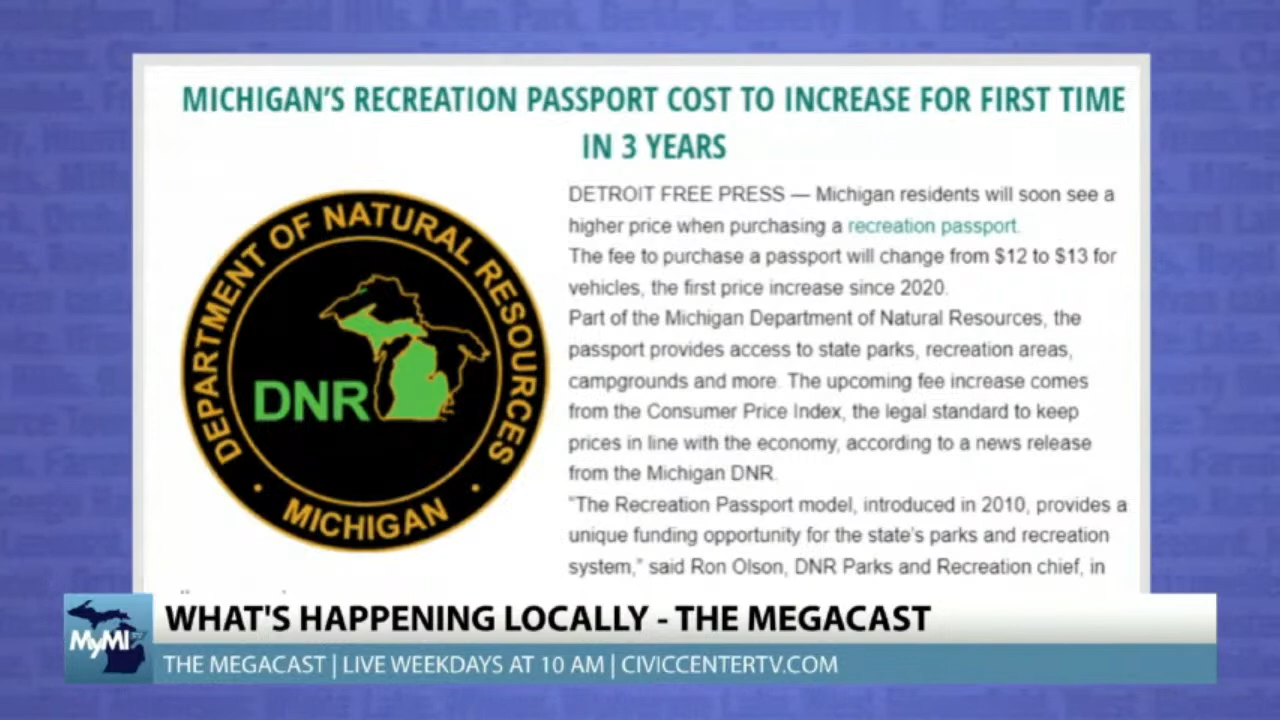 MICHIGAN'S RECREATION PASSPORT COST TO INCREASE FOR FIRST TIME
IN 3 YEARS
DEPARTMENT OF NATURAL RESOURCES
DNR
• MICHIGAN •
DETROIT FREE PRESS — Michigan residents will soon see a
higher price when purchasing a recreation passport.
The fee to purchase a passport will change from $12 to $13 for
vehicles, the first price increase since 2020.
Part of the Michigan Department of Natural Resources, the
passport provides access to state parks, recreation areas,
campgrounds and more. The upcoming fee increase comes
from the Consumer Price Index, the legal standard to keep
prices in line with the economy, according to a news release
from the Michigan DNR.
"The Recreation Passport model, introduced in 2010, provides a
unique funding opportunity for the state's parks and recreation
system," said Ron Olson, DNR Parks and Recreation chief, in
MyMI
WHAT'S HAPPENING LOCALLY - THE MEGACAST
THE MEGACAST | LIVE WEEKDAYS AT 10 AM | CIVICCENTERTV.COM